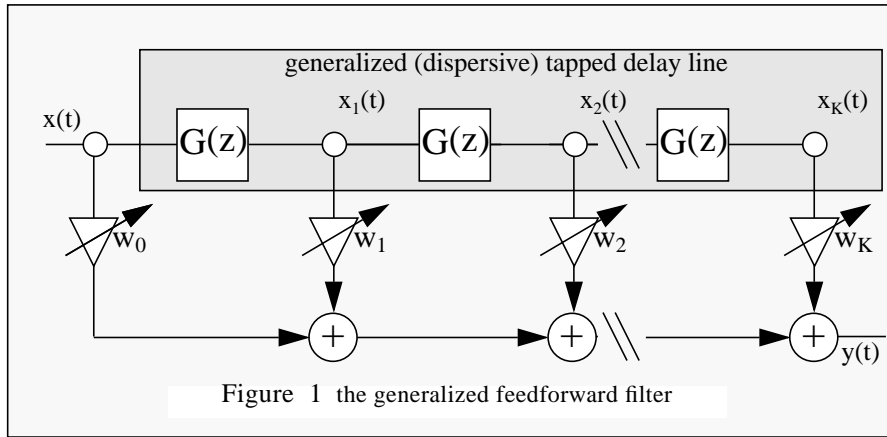 generalized (dispersive) tapped delay line
x(t)
x1(t)
x2(t)
xK(t)
G(z)
G(z)
G(z)
w0
w1
w2
wK
+
+
+
y(t)
Figure 1 the generalized feedforward filter